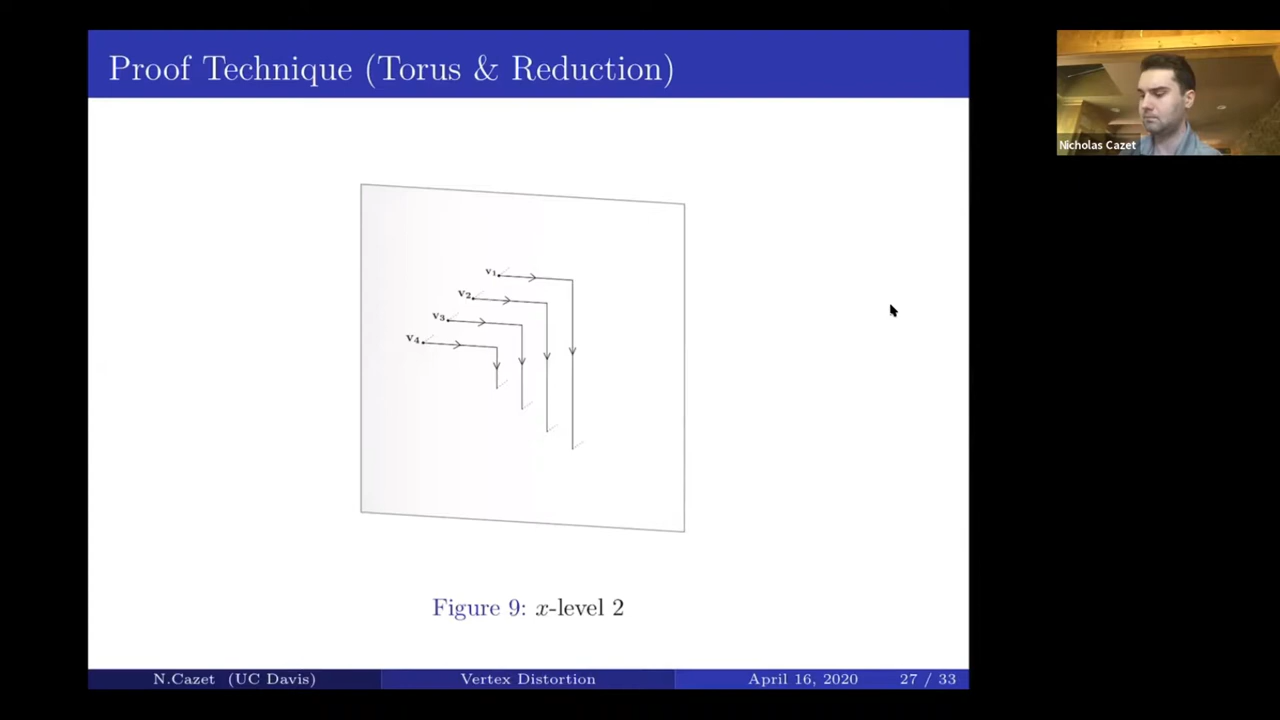 Proof Technique (Torus & Reduction)
Nicholas Cazet
v₁
v₂
v₃
v₄
Figure 9: x-level 2
N.Cazet (UC Davis) Vertex Distortion April 16, 2020 27 / 33